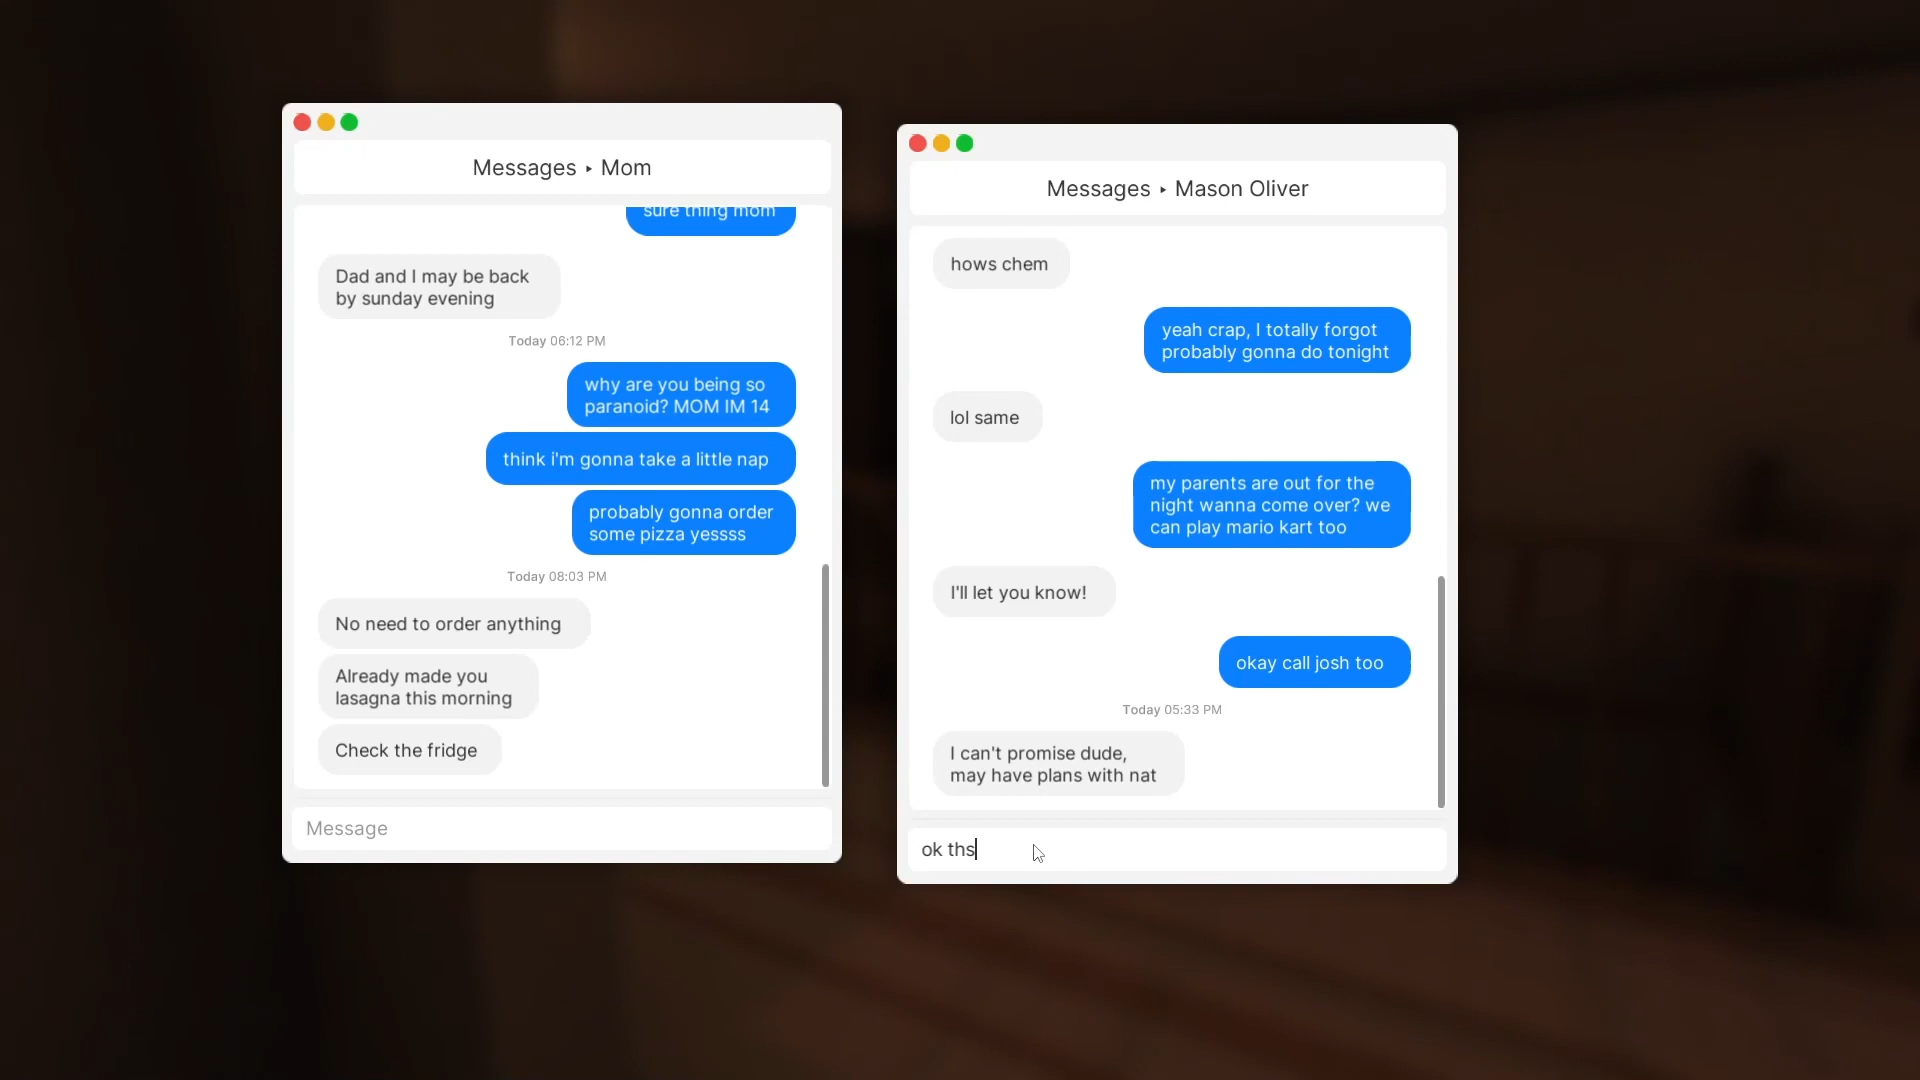 Messages ‣ Mom
sure thing mom
Dad and I may be back
by sunday evening
Today 06:12 PM
why are you being so
paranoid? MOM IM 14
think i'm gonna take a little nap
probably gonna order
some pizza yessss
Today 08:03 PM
No need to order anything
Already made you
lasagna this morning
Check the fridge
Message
Messages ‣ Mason Oliver
hows chem
yeah crap, I totally forgot
probably gonna do tonight
lol same
my parents are out for the
night wanna come over? we
can play mario kart too
I'll let you know!
okay call josh too
Today 05:33 PM
I can't promise dude,
may have plans with nat
ok ths